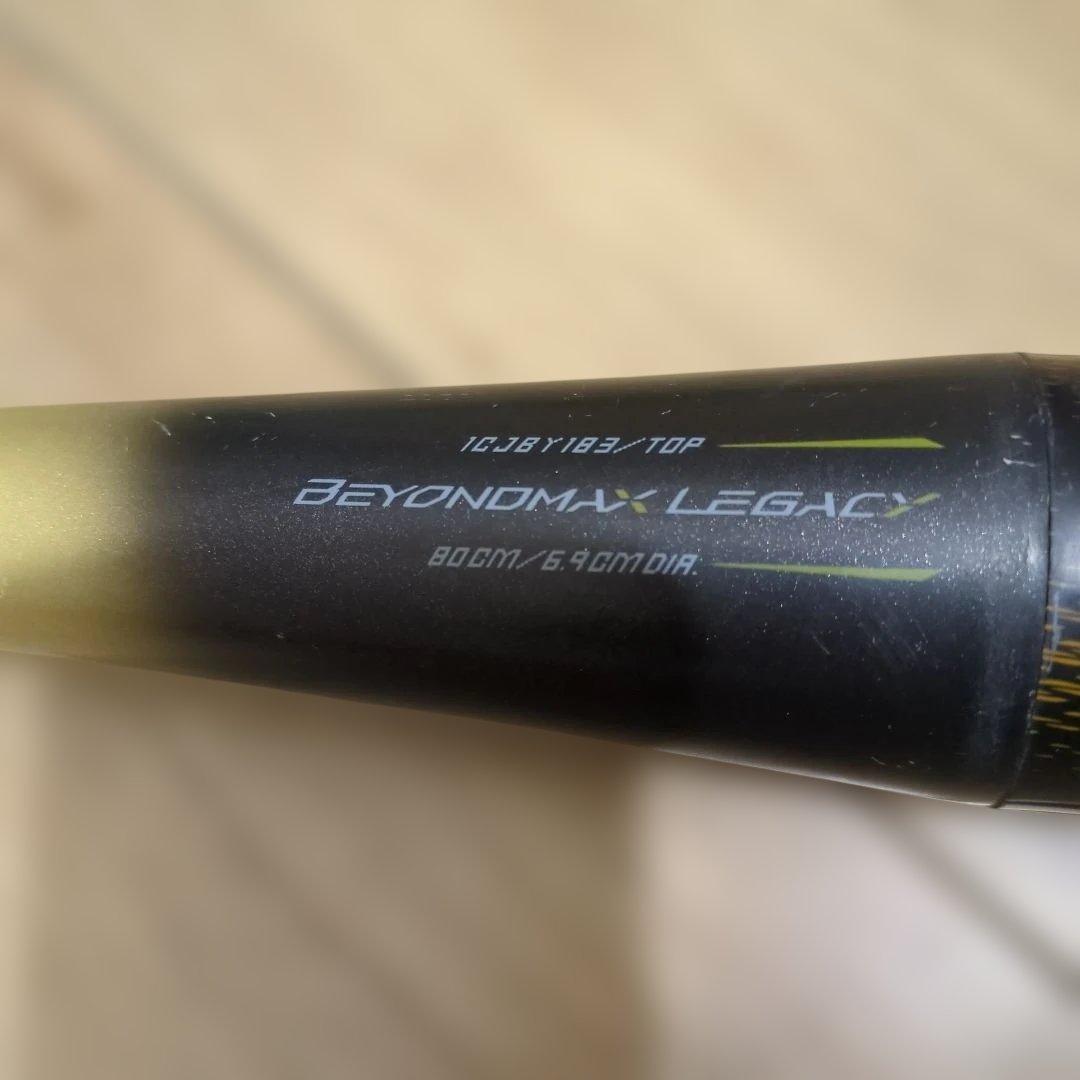 1CJBY183/TOP
BEYONDMAX LEGACY
80CM/6.9CM DIA.